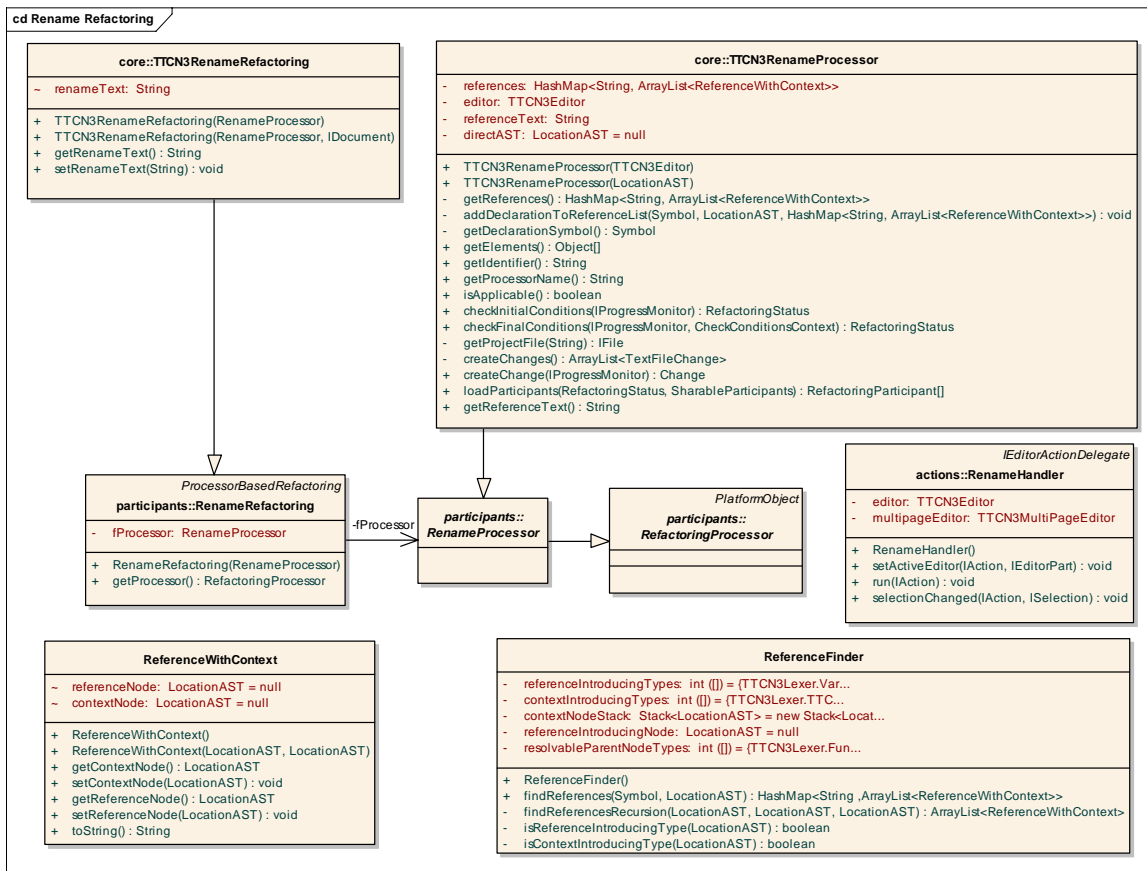 cd Rename Refactoring
core::TTCN3RenameRefactoring
~ renameText: String
+ TTCN3RenameRefactoring(RenameProcessor)
+ TTCN3RenameRefactoring(RenameProcessor, IDocument)
+ getRenameText() : String
+ setRenameText(String) : void
core::TTCN3RenameProcessor
- references: HashMap<String, ArrayList<ReferenceWithContext>>
- editor: TTCN3Editor
- referenceText: String
- directAST: LocationAST = null
+ TTCN3RenameProcessor(TTCN3Editor)
+ TTCN3RenameProcessor(LocationAST)
- getReferences() : HashMap<String, ArrayList<ReferenceWithContext>>
- addDeclarationToReferenceList(Symbol, LocationAST, HashMap<String, ArrayList<ReferenceWithContext>>) : void
- getDeclarationSymbol() : Symbol
+ getElements() : Object[]
+ getIdentifier() : String
+ getProcessorName() : String
+ isApplicable() : boolean
+ checkInitialConditions(IProgressMonitor) : RefactoringStatus
+ checkFinalConditions(IProgressMonitor, CheckConditionsContext) : RefactoringStatus
- getProjectFile(String) : IFile
- createChanges() : ArrayList<TextFileChange>
+ createChange(IProgressMonitor) : Change
+ loadParticipants(RefactoringStatus, SharableParticipants) : RefactoringParticipant[]
+ getReferenceText() : String
ProcessorBasedRefactoring
participants::RenameRefactoring
- fProcessor: RenameProcessor
+ RenameRefactoring(RenameProcessor)
+ getProcessor() : RefactoringProcessor
-fProcessor
participants::
RenameProcessor
PlatformObject
participants::
RefactoringProcessor
IEditorActionDelegate
actions::RenameHandler
- editor: TTCN3Editor
- multipageEditor: TTCN3MultiPageEditor
+ RenameHandler()
+ setActiveEditor(IAction, IEditorPart) : void
+ run(IAction) : void
+ selectionChanged(IAction, ISelection) : void
ReferenceWithContext
~ referenceNode: LocationAST = null
~ contextNode: LocationAST = null
+ ReferenceWithContext()
+ ReferenceWithContext(LocationAST, LocationAST)
+ getContextNode() : LocationAST
+ setContextNode(LocationAST) : void
+ getReferenceNode() : LocationAST
+ setReferenceNode(LocationAST) : void
+ toString() : String
ReferenceFinder
- referenceIntroducingTypes: int ([]) = {TTCN3Lexer.Var...
- contextIntroducingTypes: int ([]) = {TTCN3Lexer.TTC...
- contextNodeStack: Stack<LocationAST> = new Stack<Locat...
- referenceIntroducingNode: LocationAST = null
- resolvableParentNodeTypes: int ([]) = {TTCN3Lexer.Fun...
+ ReferenceFinder()
+ findReferences(Symbol, LocationAST) : HashMap<String ,ArrayList<ReferenceWithContext>>
- findReferencesRecursion(LocationAST, LocationAST, LocationAST) : ArrayList<ReferenceWithContext>
- isReferenceIntroducingType(LocationAST) : boolean
- isContextIntroducingType(LocationAST) : boolean